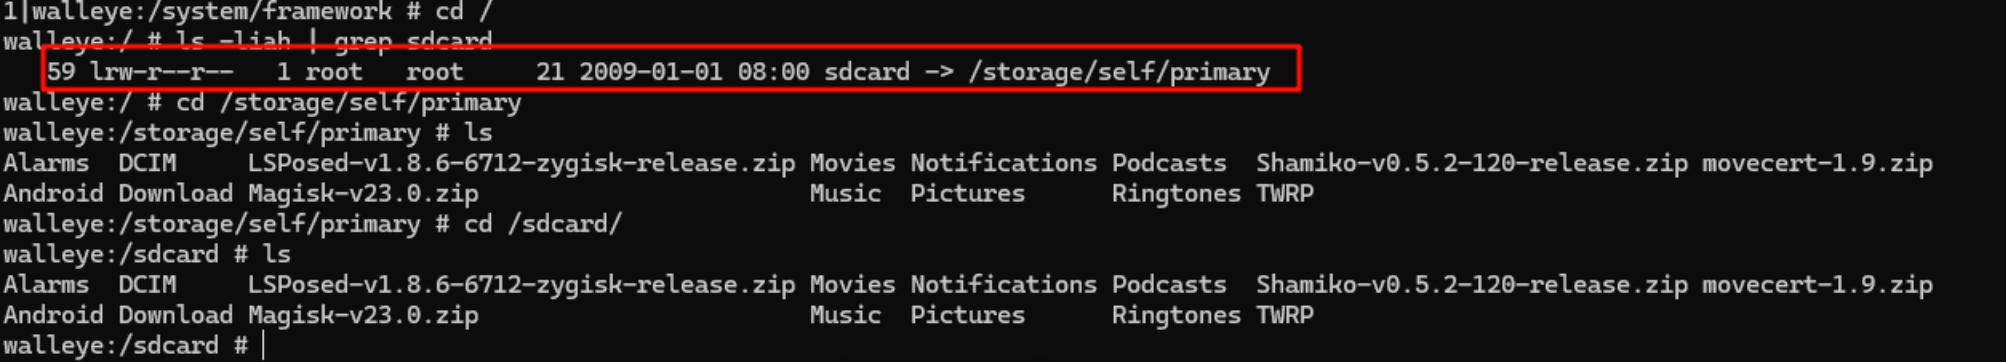 1|walleye:/system/framework # cd /
walleye:/ # ls -liah | grep sdcard
   59 lrw-r--r--   1 root   root     21 2009-01-01 08:00 sdcard -> /storage/self/primary
walleye:/ # cd /storage/self/primary
walleye:/storage/self/primary # ls
Alarms  DCIM     LSPosed-v1.8.6-6712-zygisk-release.zip Movies Notifications Podcasts  Shamiko-v0.5.2-120-release.zip movecert-1.9.zip
Android Download Magisk-v23.0.zip                       Music  Pictures      Ringtones TWRP
walleye:/storage/self/primary # cd /sdcard/
walleye:/sdcard # ls
Alarms  DCIM     LSPosed-v1.8.6-6712-zygisk-release.zip Movies Notifications Podcasts  Shamiko-v0.5.2-120-release.zip movecert-1.9.zip
Android Download Magisk-v23.0.zip                       Music  Pictures      Ringtones TWRP
walleye:/sdcard #